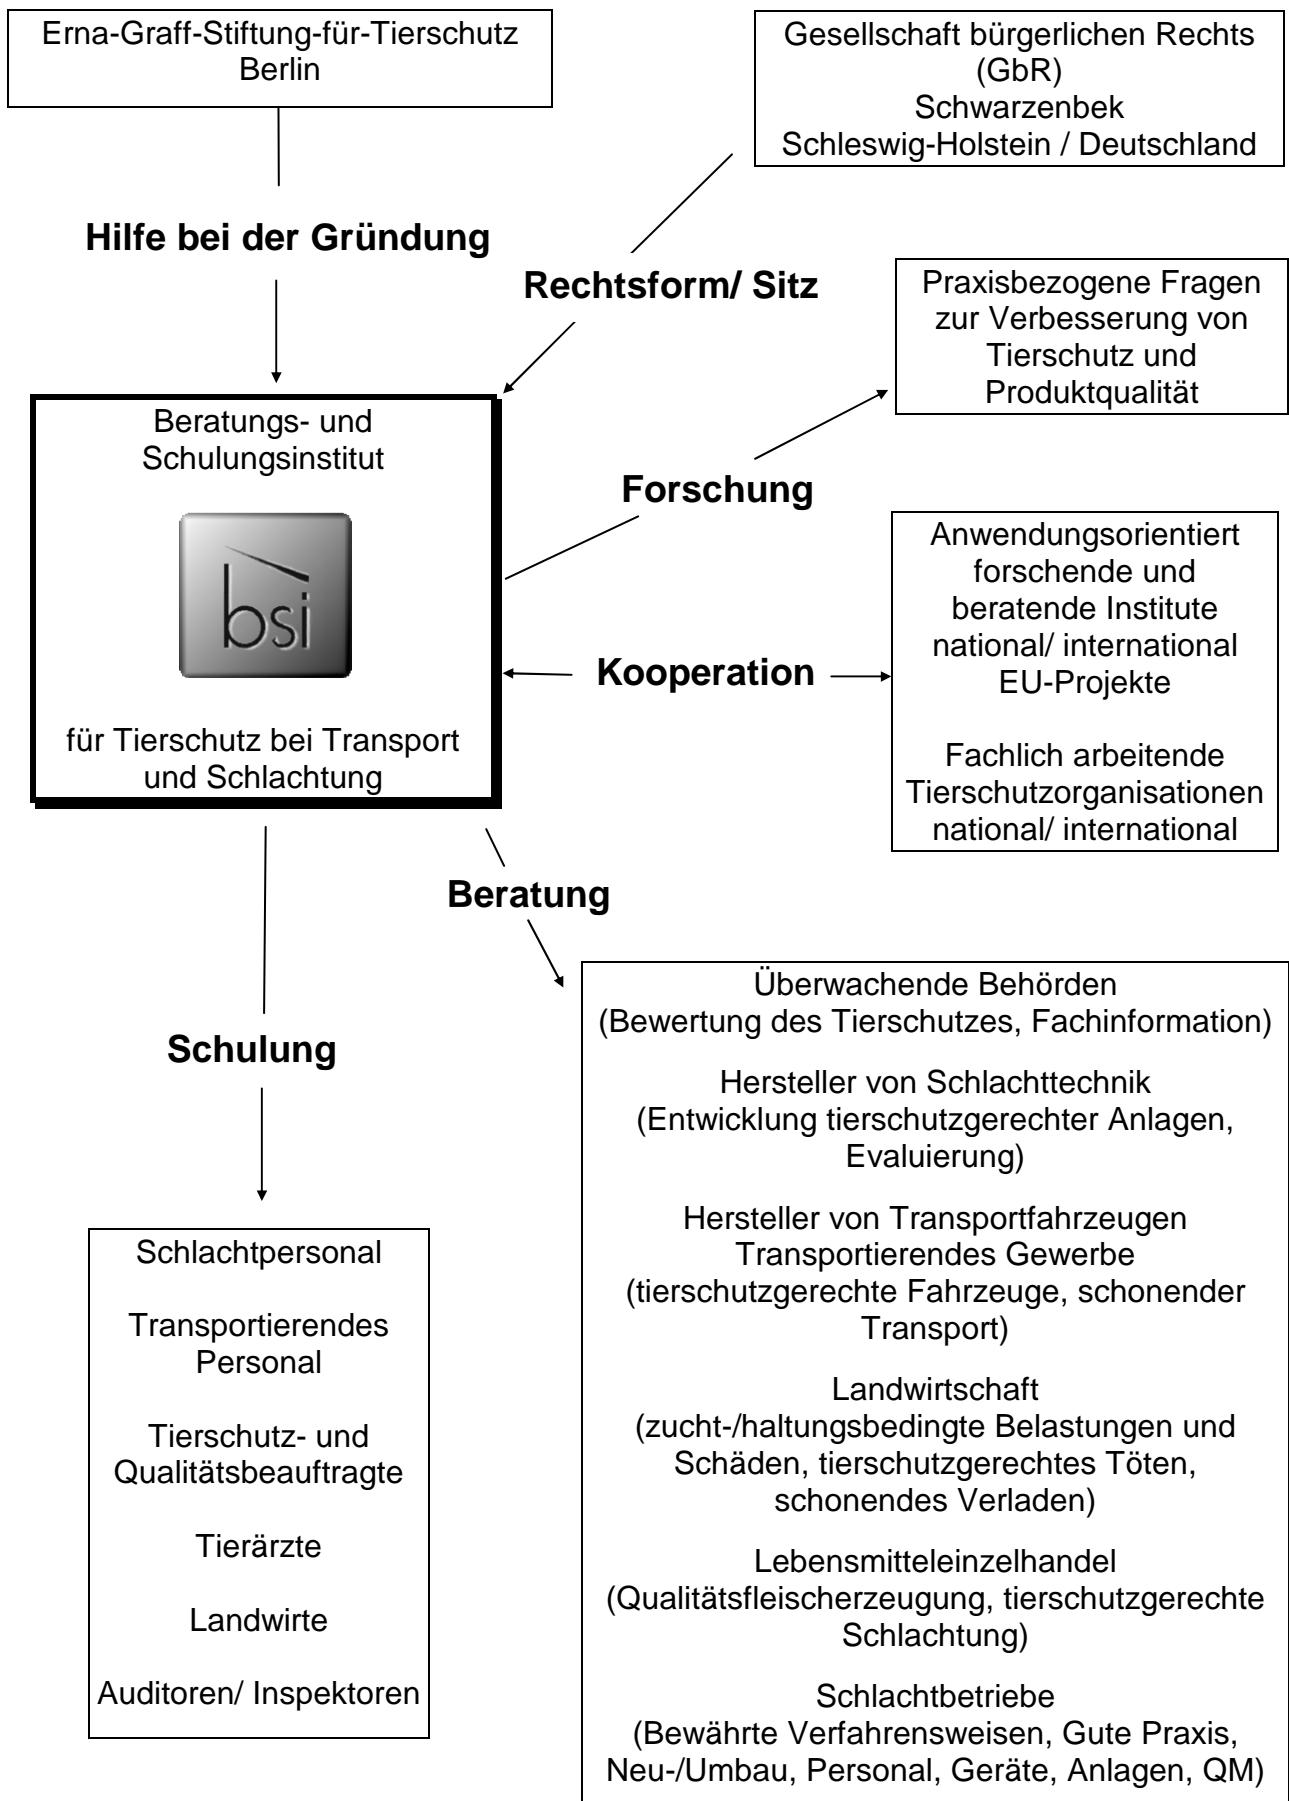 Erna-Graff-Stiftung-für-Tierschutz
Berlin
Gesellschaft bürgerlichen Rechts
(GbR)
Schwarzenbek
Schleswig-Holstein / Deutschland
Hilfe bei der Gründung
Rechtsform/ Sitz
Praxisbezogene Fragen
zur Verbesserung von
Tierschutz und
Produktqualität
Beratungs- und
Schulungsinstitut
bsi
für Tierschutz bei Transport
und Schlachtung
Forschung
Anwendungsorientiert
forschende und
beratende Institute
national/ international
EU-Projekte
Fachlich arbeitende
Tierschutzorganisationen
national/ international
Kooperation
Beratung
Schulung
Überwachende Behörden
(Bewertung des Tierschutzes, Fachinformation)
Hersteller von Schlachttechnik
(Entwicklung tierschutzgerechter Anlagen,
Evaluierung)
Hersteller von Transportfahrzeugen
Transportierendes Gewerbe
(tierschutzgerechte Fahrzeuge, schonender
Transport)
Landwirtschaft
(zucht-/haltungsbedingte Belastungen und
Schäden, tierschutzgerechtes Töten,
schonendes Verladen)
Lebensmitteleinzelhandel
(Qualitätsfleischerzeugung, tierschutzgerechte
Schlachtung)
Schlachtbetriebe
(Bewährte Verfahrensweisen, Gute Praxis,
Neu-/Umbau, Personal, Geräte, Anlagen, QM)
Schlachtpersonal
Transportierendes
Personal
Tierschutz- und
Qualitätsbeauftragte
Tierärzte
Landwirte
Auditoren/ Inspektoren